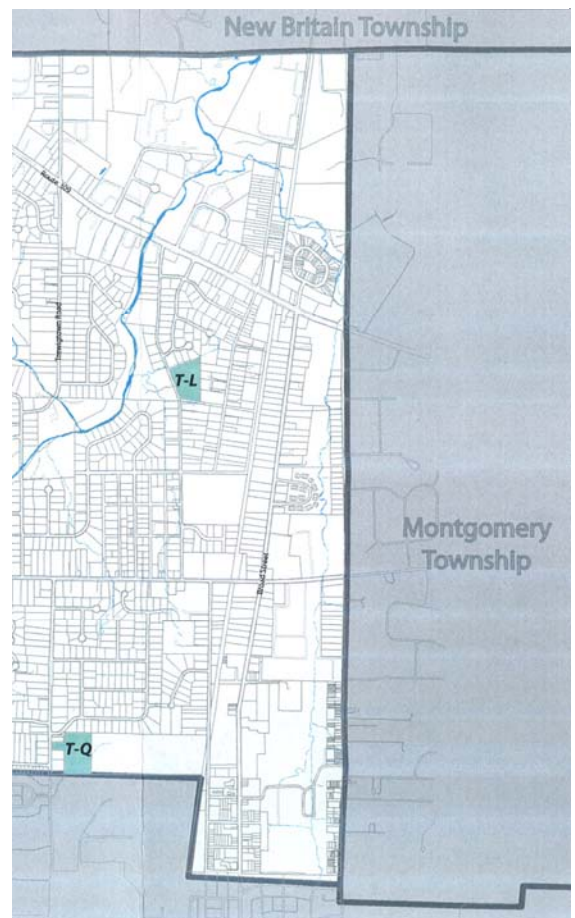 New Britain Township
Route 309
Trewigtown Road
T-L
Montgomery
Township
Broad Street
T-Q